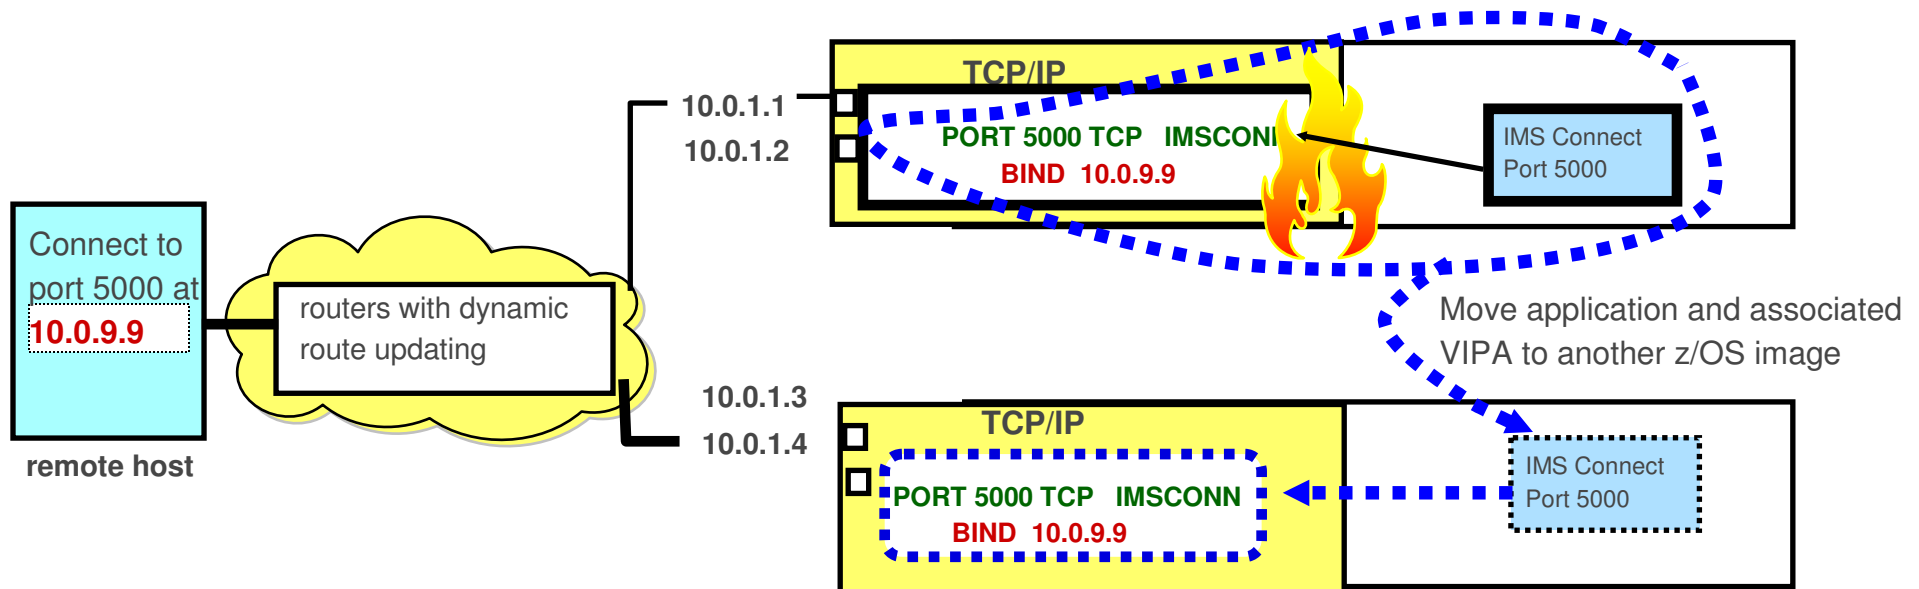 Connect to
port 5000 at
10.0.9.9
remote host
routers with dynamic
route updating
10.0.1.1
10.0.1.2
TCP/IP
PORT 5000 TCP IMSCON
BIND 10.0.9.9
IMS Connect
Port 5000
Move application and associated
VIPA to another z/OS image
10.0.1.3
10.0.1.4
TCP/IP
PORT 5000 TCP IMSCONN
BIND 10.0.9.9
IMS Connect
Port 5000